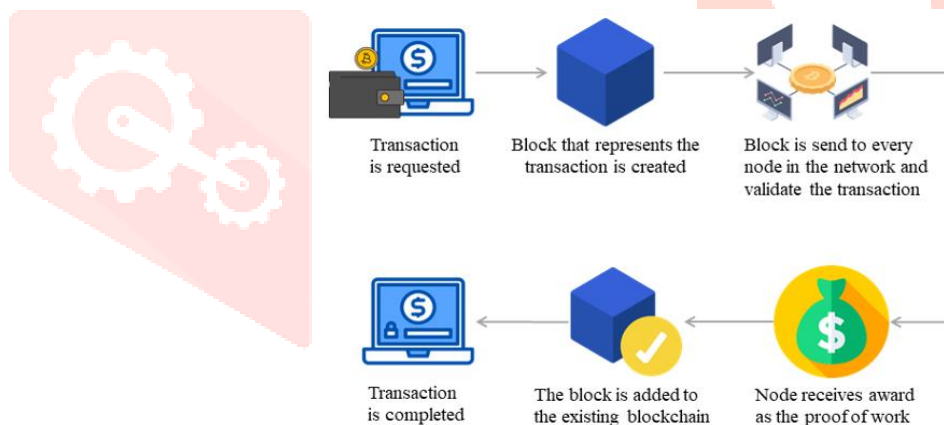 Transaction
is requested
Block that represents the
transaction is created
Block is send to every
node in the network and
validate the transaction
Transaction
is completed
The block is added to
the existing blockchain
Node receives award
as the proof of work